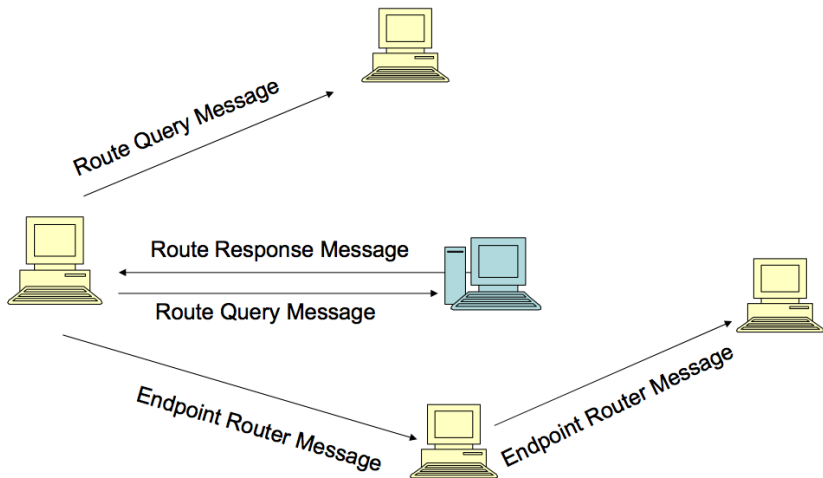 Route Query Message
Route Response Message
Route Query Message
Endpoint Router Message
Endpoint Router Message